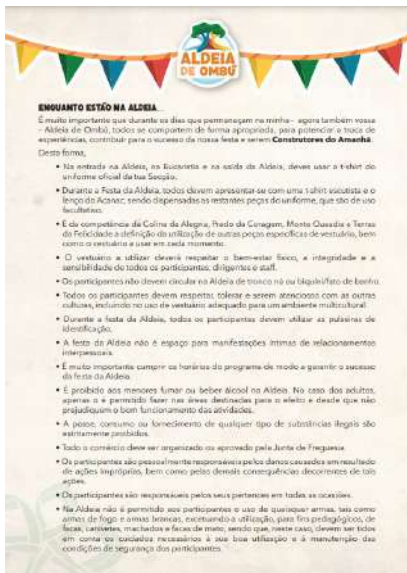 ALDEIA
DE OMBÚ
ENQUANTO ESTÃO NA ALDEIA...
É muito importante que durante os dias que permaneçam na minha – agora também vossa
– Aldeia de Ombú, todos se comportem de forma apropriada, para potenciar a troca de
experiências, contribuir para o sucesso da nossa festa e serem Construtores do Amanhã.
Desta forma,
• Na entrada na Aldeia, na Eucaristia e na saída da Aldeia, deves usar a t-shirt do
uniforme oficial da tua Secção.
• Durante a Festa da Aldeia, todos devem apresentar-se com uma t-shirt escutista e o
lenço do Acanac, sendo dispensadas as restantes peças do uniforme, que são de uso
facultativo.
• É da competência da Colina da Alegria, Prado da Coragem, Monte Ousadia e Terras
da Felicidade a definição da utilização de outras peças específicas de vestuário, bem
como o vestuário a usar em cada momento.
• O vestuário a utilizar deverá respeitar o bem-estar físico, a integridade e a
sensibilidade de todos os participantes, dirigentes e staff.
• Os participantes não devem circular na Aldeia de tronco nu ou biquíni/fato de banho.
• Todos os participantes devem respeitar, tolerar e serem atenciosos com as outras
culturas, incluindo no uso de vestuário adequado para um ambiente multicultural.
• Durante a festa da Aldeia, todos os participantes devem utilizar as pulseiras de
identificação.
• A festa da Aldeia não é espaço para manifestações íntimas de relacionamentos
interpessoais.
• É muito importante cumprir os horários do programa de modo a garantir o sucesso
da festa da Aldeia.
• É proibido aos menores fumar ou beber álcool na Aldeia. No caso dos adultos,
apenas o é permitido fazer nas áreas destinadas para o efeito e desde que não
prejudiquem o bom funcionamento das atividades.
• A posse, consumo ou fornecimento de qualquer tipo de substâncias ilegais são
estritamente proibidos.
• Todo o comércio deve ser organizado ou aprovado pela Junta de Freguesia.
• Os participantes são pessoalmente responsáveis pelos danos causados em resultado
de ações impróprias, bem como pelas demais consequências decorrentes de tais
ações.
• Os participantes são responsáveis pelos seus pertences em todas as ocasiões.
• Na Aldeia não é permitido aos participantes o uso de quaisquer armas, tais como
armas de fogo e armas brancas, excetuando a utilização, para fins pedagógicos, de
facas, canivetes, machados e facas de mato, sendo que, neste caso, devem ser tidos
em conta os cuidados necessários à sua boa utilização e à manutenção das
condições de segurança dos participantes.